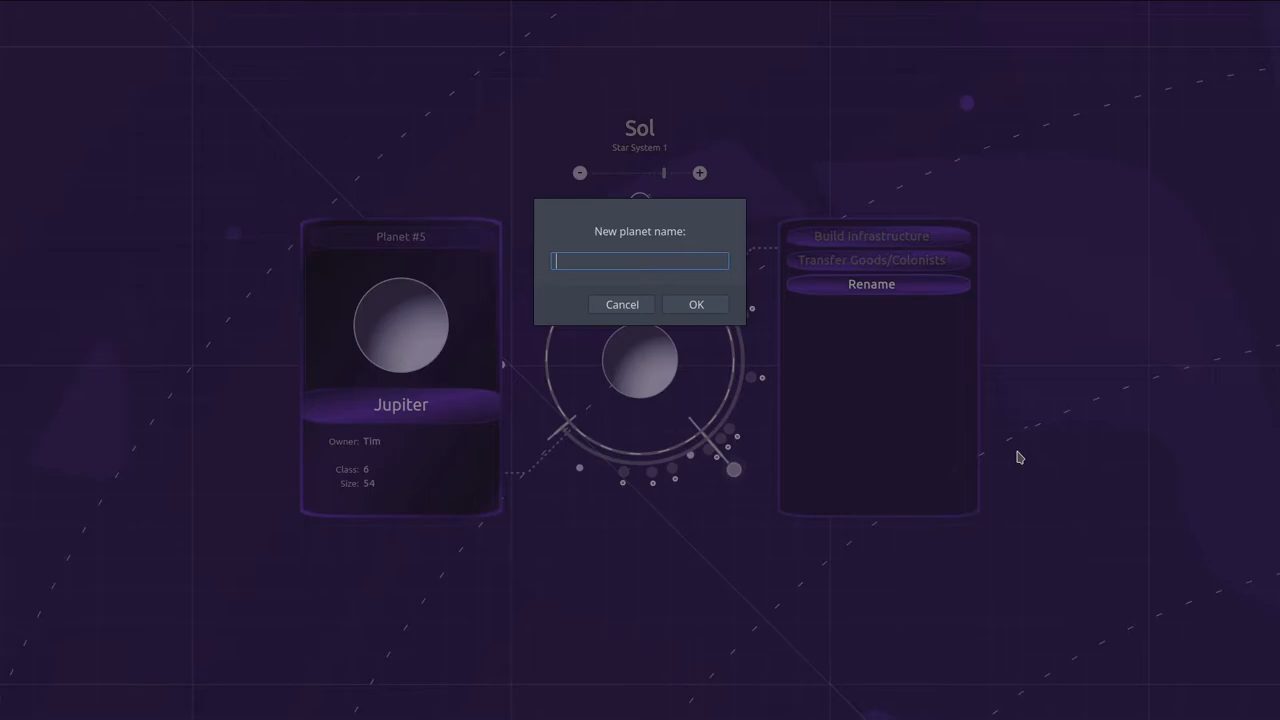 Sol
Star System 1
-
+
New planet name:
Cancel
OK
Planet #5
Jupiter
Owner: Tim
Class: 6
Size: 54
Build Infrastructure
Transfer Goods/Colonists
Rename